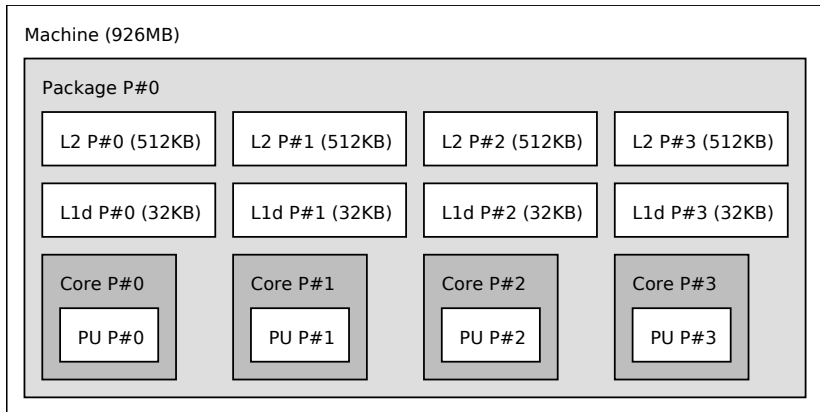 Machine (926MB)
Package P#0
L2 P#0 (512KB) L2 P#1 (512KB) L2 P#2 (512KB) L2 P#3 (512KB)
L1d P#0 (32KB) L1d P#1 (32KB) L1d P#2 (32KB) L1d P#3 (32KB)
Core P#0 Core P#1 Core P#2 Core P#3
PU P#0 PU P#1 PU P#2 PU P#3